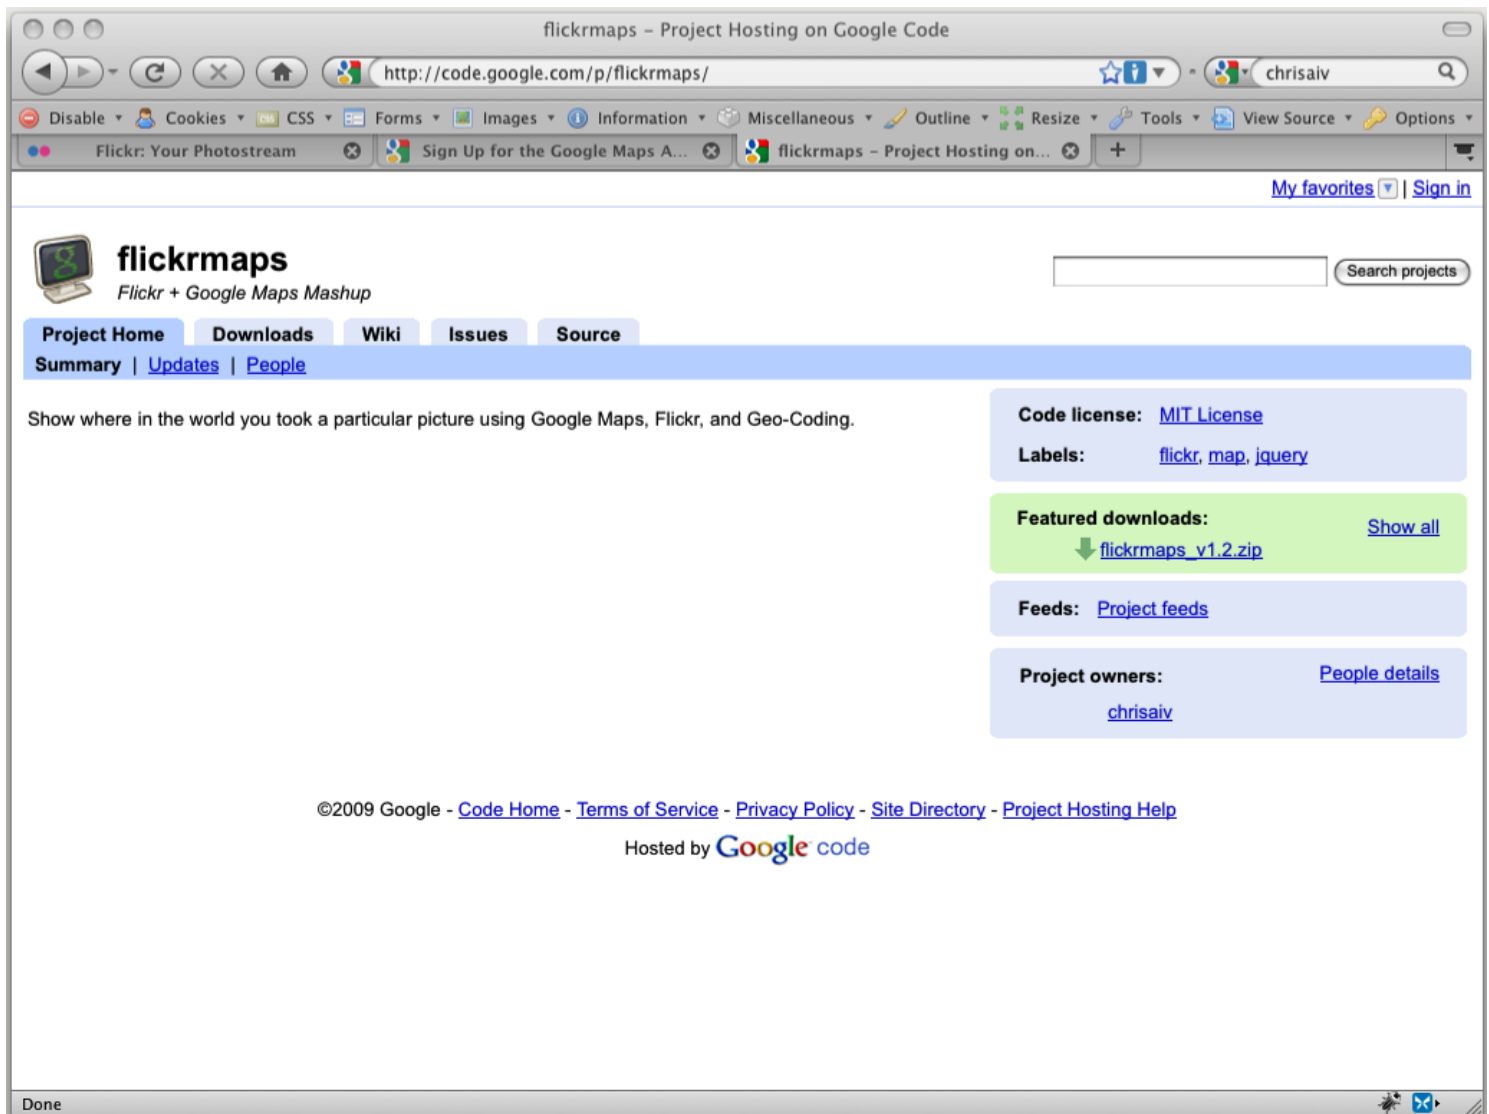 flickrmaps – Project Hosting on Google Code
http://code.google.com/p/flickrmaps/
chrisaiv
Disable Cookies CSS Forms Images Information Miscellaneous Outline Resize Tools View Source Options
Flickr: Your Photostream Sign Up for the Google Maps A... flickrmaps – Project Hosting on... +
My favorites | Sign in
flickrmaps
Flickr + Google Maps Mashup
Search projects
Project Home Downloads Wiki Issues Source
Summary | Updates | People
Show where in the world you took a particular picture using Google Maps, Flickr, and Geo-Coding.
Code license: MIT License
Labels: flickr, map, jquery
Featured downloads: Show all
flickrmaps_v1.2.zip
Feeds: Project feeds
Project owners: People details
chrisaiv
©2009 Google - Code Home - Terms of Service - Privacy Policy - Site Directory - Project Hosting Help
Hosted by Google code
Done